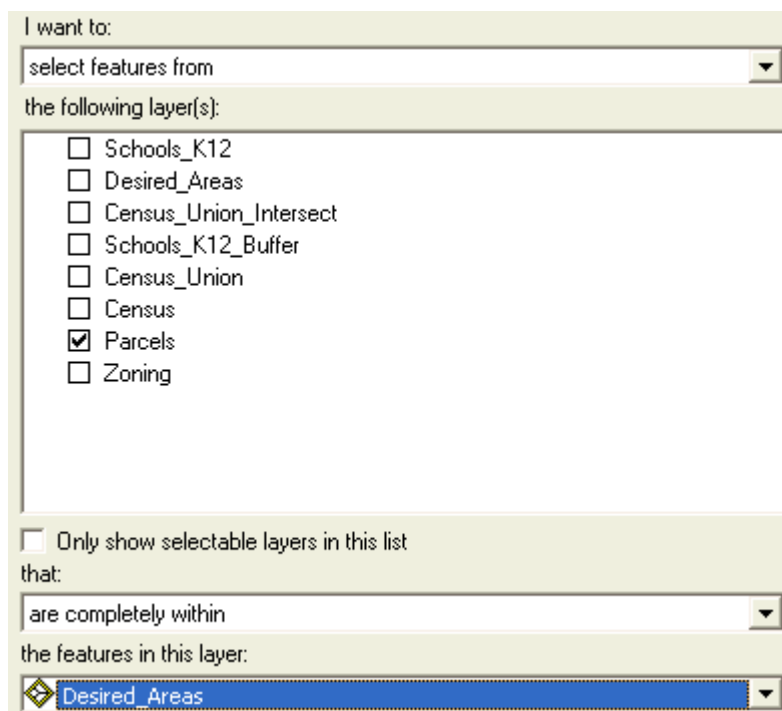 I want to:
select features from
the following layer(s):
Schools_K12
Desired_Areas
Census_Union_Intersect
Schools_K12_Buffer
Census_Union
Census
Parcels
Zoning
Only show selectable layers in this list
that:
are completely within
the features in this layer:
Desired_Areas